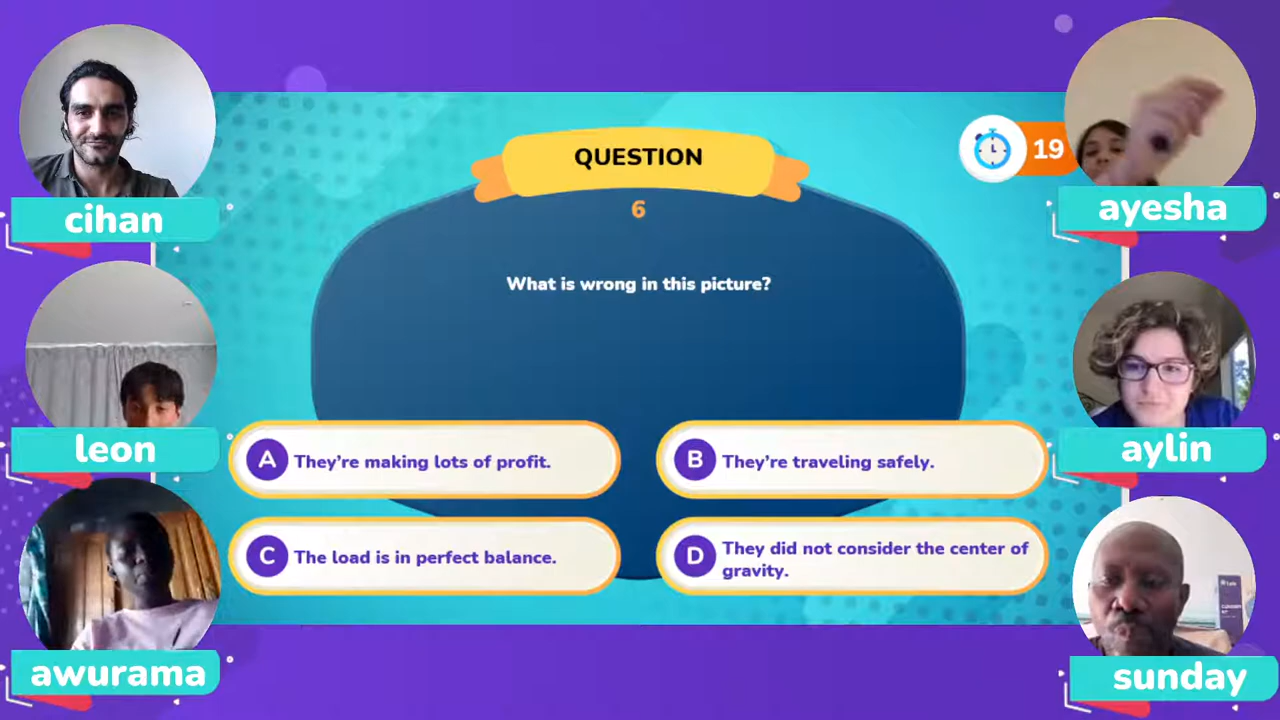 QUESTION
19
6
What is wrong in this picture?
A They're making lots of profit.
B They're traveling safely.
C The load is in perfect balance.
D They did not consider the center of
gravity.
cihan
leon
awurama
ayesha
aylin
sunday